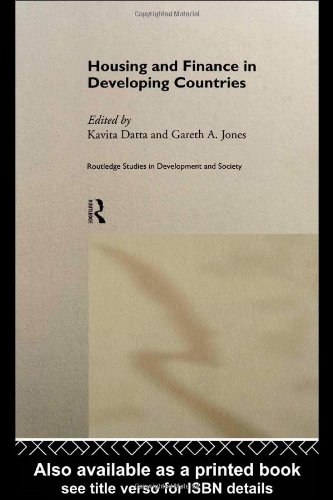 Housing and Finance in
Developing Countries
Edited by
Kavita Datta and Gareth A. Jones
Routledge Studies in Development and Society
ROUTLEDGE
Also available as a printed book
see title verso for ISBN details